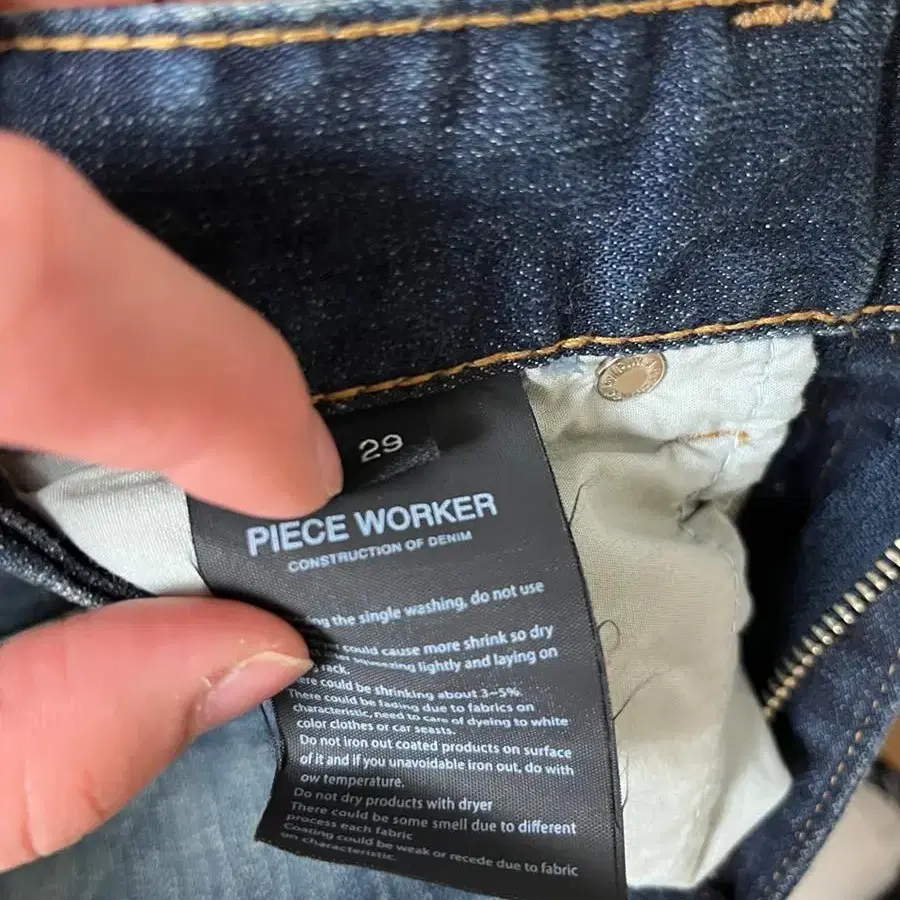 29
PIECE WORKER
CONSTRUCTION OF DENIM
the single washing, do not use
could cause more shrink so dry
lightly and laying on
rack.
There could be shrinking about 3~5%.
There could be fading due to fabrics on
characteristic, need to care of dyeing to white
color clothes or car seasts.
Do not iron out coated products on surface
of it and if you unavoidable iron out, do with
ow temperature.
Do not dry products with dryer
There could be some smell due to different
process each fabric
Coating could be weak or recede due to fabric
on characteristic.